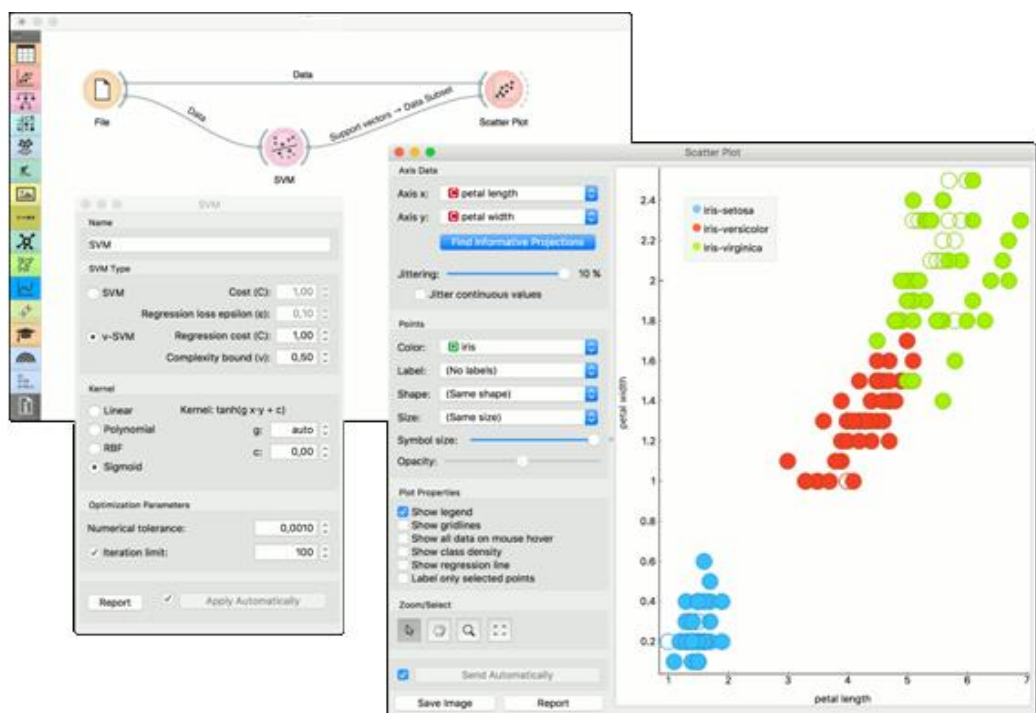 Data
Data
Support vectors → Data Subset
File
SVM
Scatter Plot
SVM
Name
SVM
SVM Type
SVM
Cost (C): 1,00
Regression loss epsilon (ε): 0,10
ν-SVM
Regression cost (C): 1,00
Complexity bound (ν): 0,50
Kernel
Linear
Kernel: tanh(g x·y + c)
Polynomial
g: auto
RBF
c: 0,00
Sigmoid
Optimization Parameters
Numerical tolerance: 0,0010
Iteration limit: 100
Report
Apply Automatically
Scatter Plot
Axis Data
Axis x: C petal length
Axis y: C petal width
Find Informative Projections
Jittering: 10 %
Jitter continuous values
Points
Color: iris
Label: (No labels)
Shape: (Same shape)
Size: (Same size)
Symbol size:
Opacity:
Plot Properties
Show legend
Show gridlines
Show all data on mouse hover
Show class density
Show regression line
Label only selected points
Zoom/Select
Send Automatically
Save Image
Report
Iris-setosa
Iris-versicolor
Iris-virginica
petal width
2.4
2.2
2
1.8
1.6
1.4
1.2
1
0.8
0.6
0.4
0.2
1 2 3 4 5 6 7
petal length